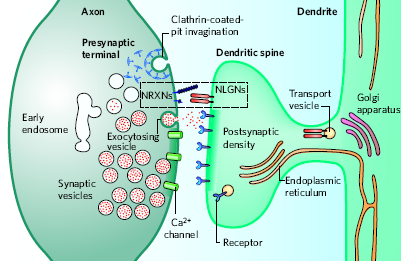 Axon
Dendrite
Clathrin-coated-
pit invagination
Presynaptic
terminal
Dendritic spine
NRXNs
NLGNs
Transport
vesicle
Golgi
apparatus
Early
endosome
Exocytosing
vesicle
Postsynaptic
density
Synaptic
vesicles
Endoplasmic
reticulum
Ca²⁺
channel
Receptor